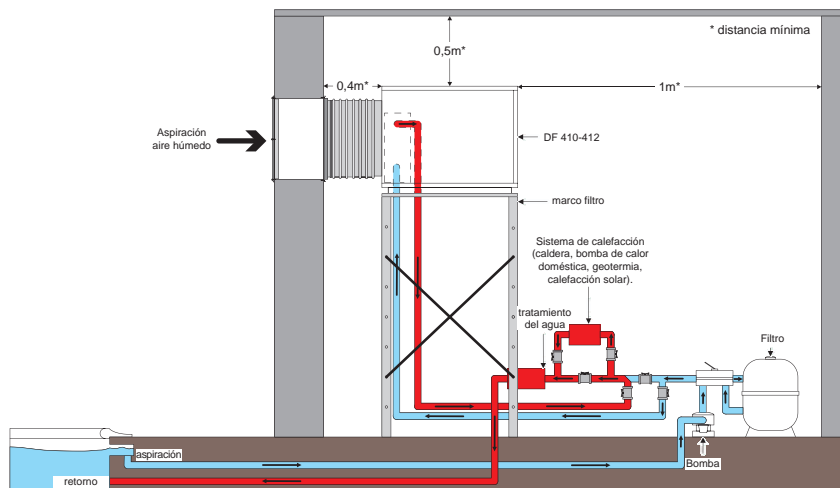 * distancia mínima
0,5m*
0,4m*
1m*
Aspiración
aire húmedo
DF 410-412
marco filtro
Sistema de calefacción
(caldera, bomba de calor
doméstica, geotermia,
calefacción solar).
tratamiento
del agua
Filtro
aspiración
Bomba
retorno